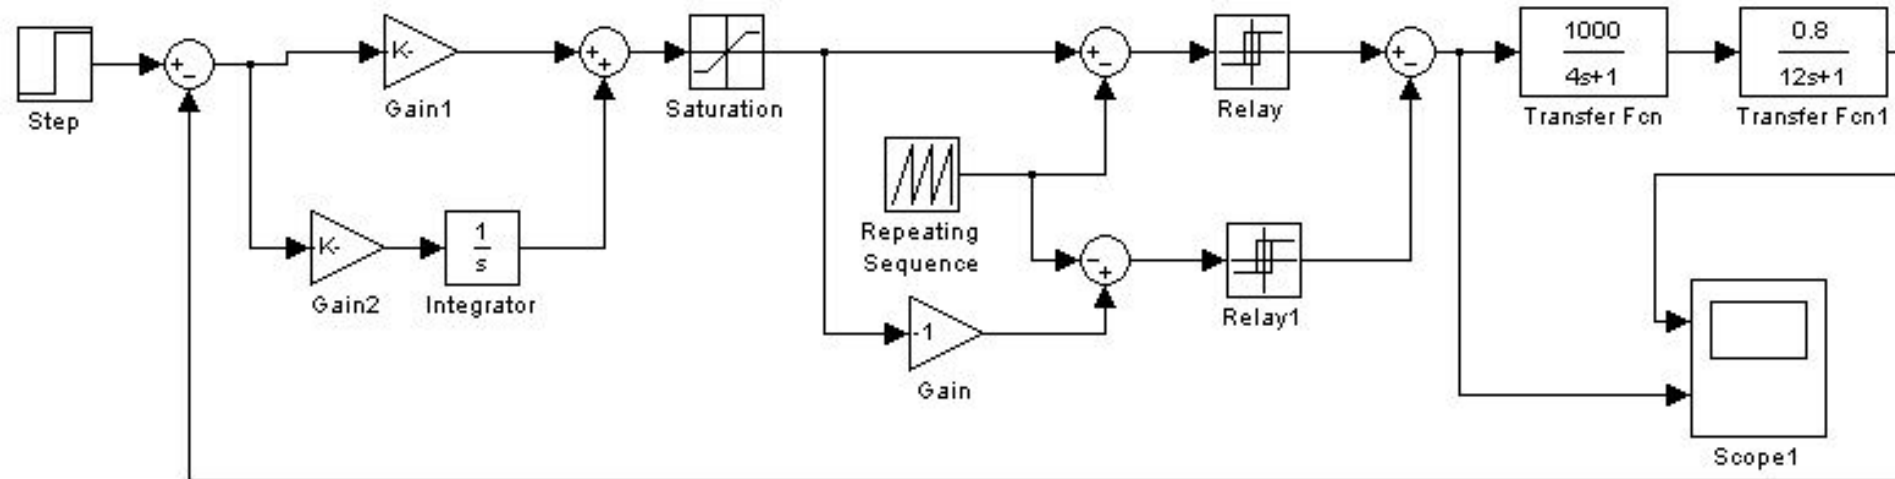 Step
+
−
K-
Gain1
+
+
Saturation
+
−
Relay
+
−
1000
4s+1
Transfer Fcn
0.8
12s+1
Transfer Fcn1
K-
Gain2
1
s
Integrator
Repeating
Sequence
−
+
Relay1
-1
Gain
Scope1